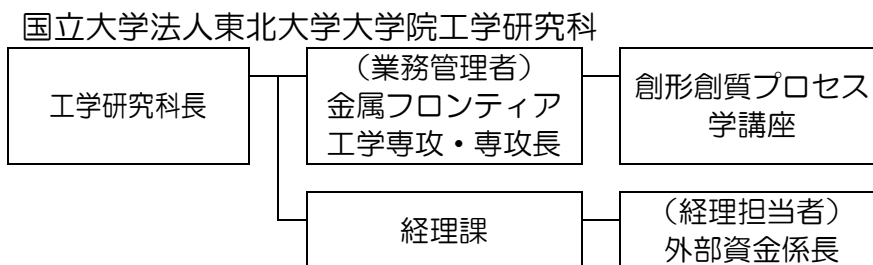 国立大学法人東北大学大学院工学研究科
工学研究科長
（業務管理者）
金属フロンティア
工学専攻・専攻長
創形創質プロセス
学講座
経理課
（経理担当者）
外部資金係長